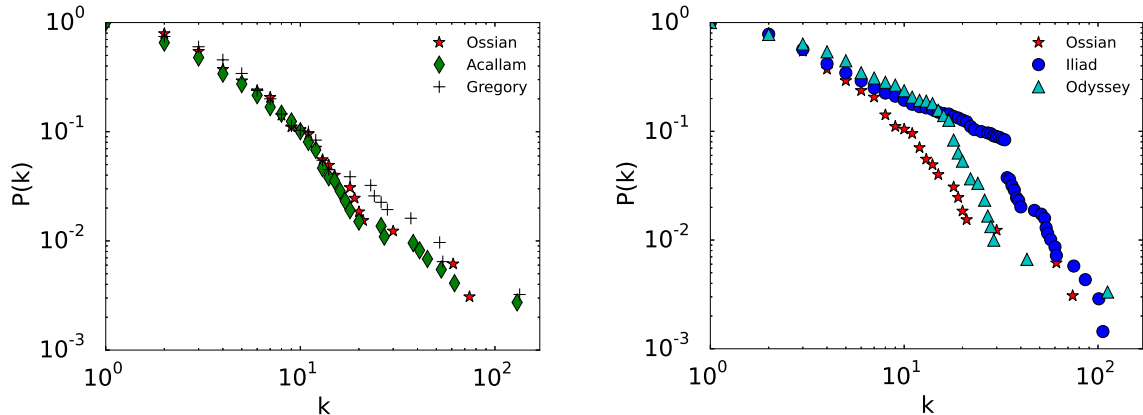 10^0
10^-1
10^-2
10^-3
P(k)
10^0
10^1
10^2
k
Ossian
Acallam
Gregory
10^0
10^-1
10^-2
10^-3
P(k)
10^0
10^1
10^2
k
Ossian
Iliad
Odyssey